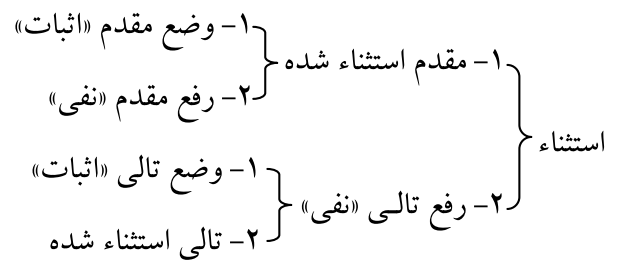 ۱- وضع مقدم «اثبات»
۱- مقدم استثناء شده
۲- رفع مقدم «نفی»
استثناء
۱- وضع تالی «اثبات»
۲- رفع تالی «نفی»
۲- تالی استثناء شده